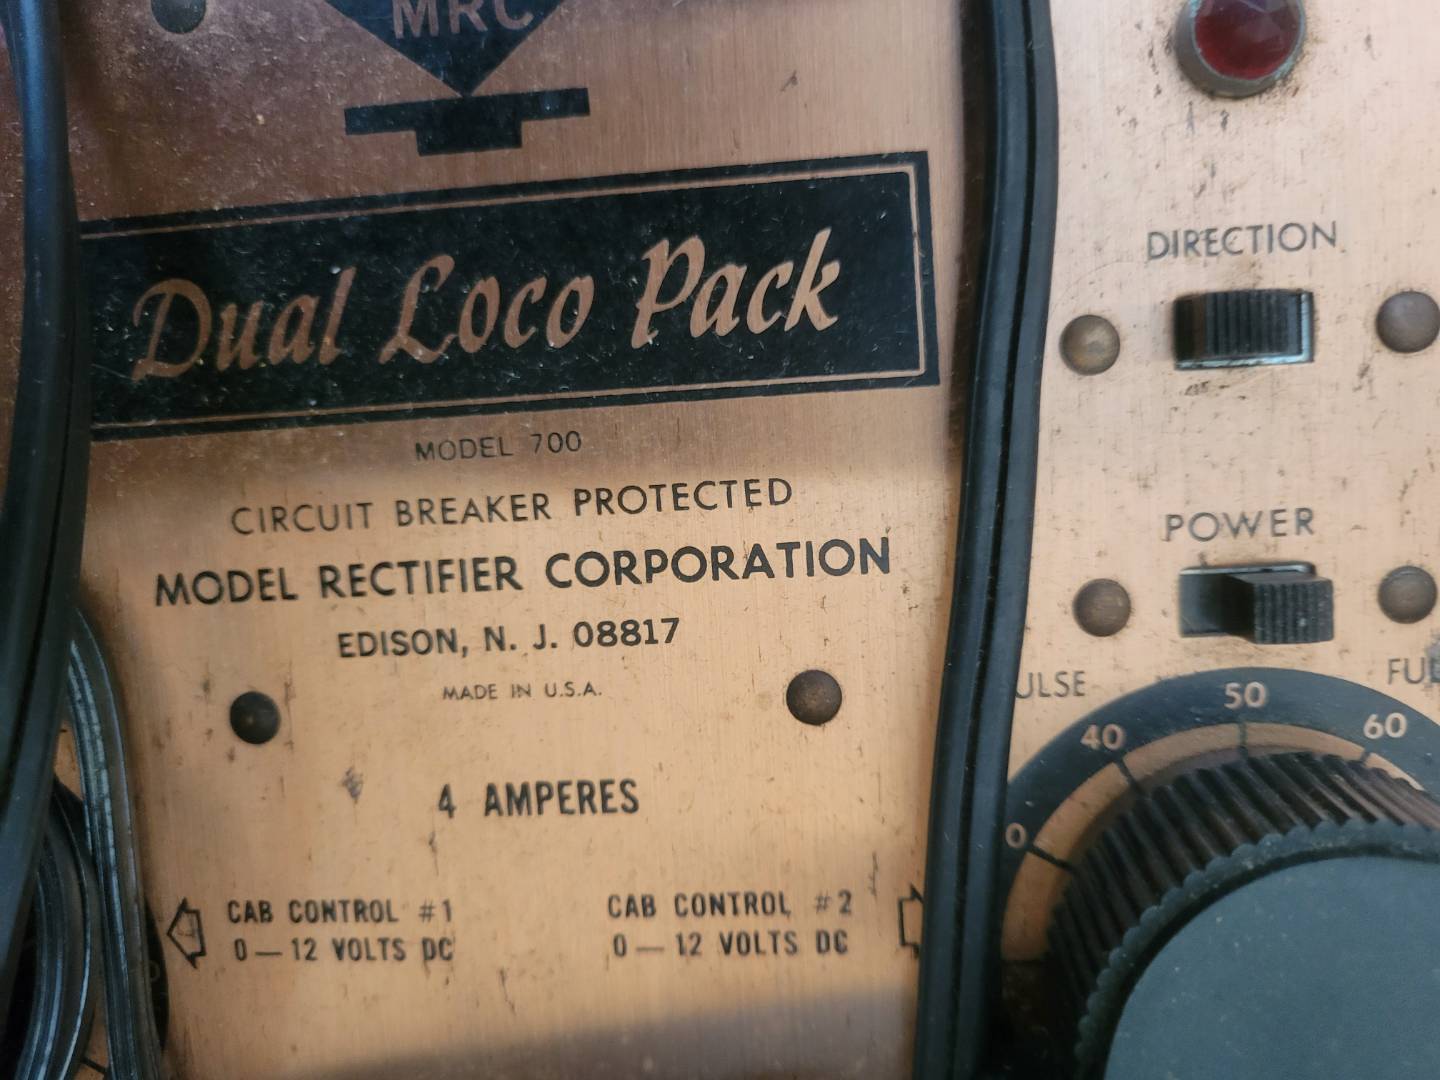 MRC
Dual Loco Pack
MODEL 700
CIRCUIT BREAKER PROTECTED
MODEL RECTIFIER CORPORATION
EDISON, N. J. 08817
MADE IN U.S.A.
4 AMPERES
CAB CONTROL #1
0—12 VOLTS DC
CAB CONTROL #2
0—12 VOLTS DC
DIRECTION
POWER
ULSE
FUL
0
40
50
60